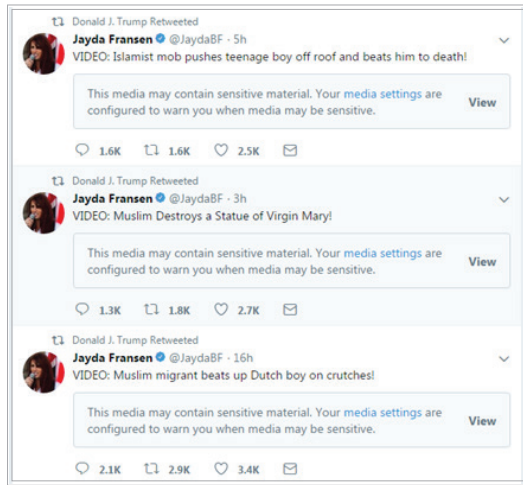 Donald J. Trump Retweeted
Jayda Fransen @JaydaBF · 5h
VIDEO: Islamist mob pushes teenage boy off roof and beats him to death!
This media may contain sensitive material. Your media settings are
configured to warn you when media may be sensitive.
View
1.6K 1.6K 2.5K
Donald J. Trump Retweeted
Jayda Fransen @JaydaBF · 3h
VIDEO: Muslim Destroys a Statue of Virgin Mary!
This media may contain sensitive material. Your media settings are
configured to warn you when media may be sensitive.
View
1.3K 1.8K 2.7K
Donald J. Trump Retweeted
Jayda Fransen @JaydaBF · 16h
VIDEO: Muslim migrant beats up Dutch boy on crutches!
This media may contain sensitive material. Your media settings are
configured to warn you when media may be sensitive.
View
2.1K 2.9K 3.4K